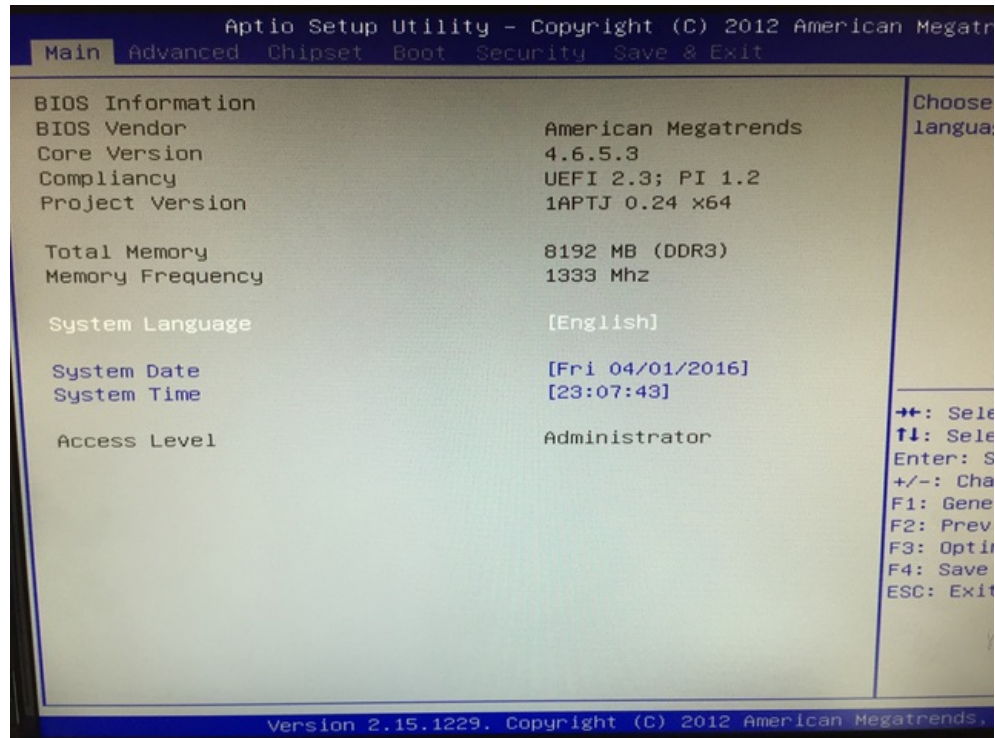 Aptio Setup Utility – Copyright (C) 2012 American Megatr
Main Advanced Chipset Boot Security Save & Exit
BIOS Information
BIOS Vendor American Megatrends
Core Version 4.6.5.3
Compliancy UEFI 2.3; PI 1.2
Project Version 1APTJ 0.24 x64
Total Memory 8192 MB (DDR3)
Memory Frequency 1333 Mhz
System Language [English]
System Date [Fri 04/01/2016]
System Time [23:07:43]
Access Level Administrator
Choose
langua
→←: Sele
↑↓: Sele
Enter: S
+/-: Cha
F1: Gene
F2: Prev
F3: Opti
F4: Save
ESC: Exit
Version 2.15.1229. Copyright (C) 2012 American Megatrends,